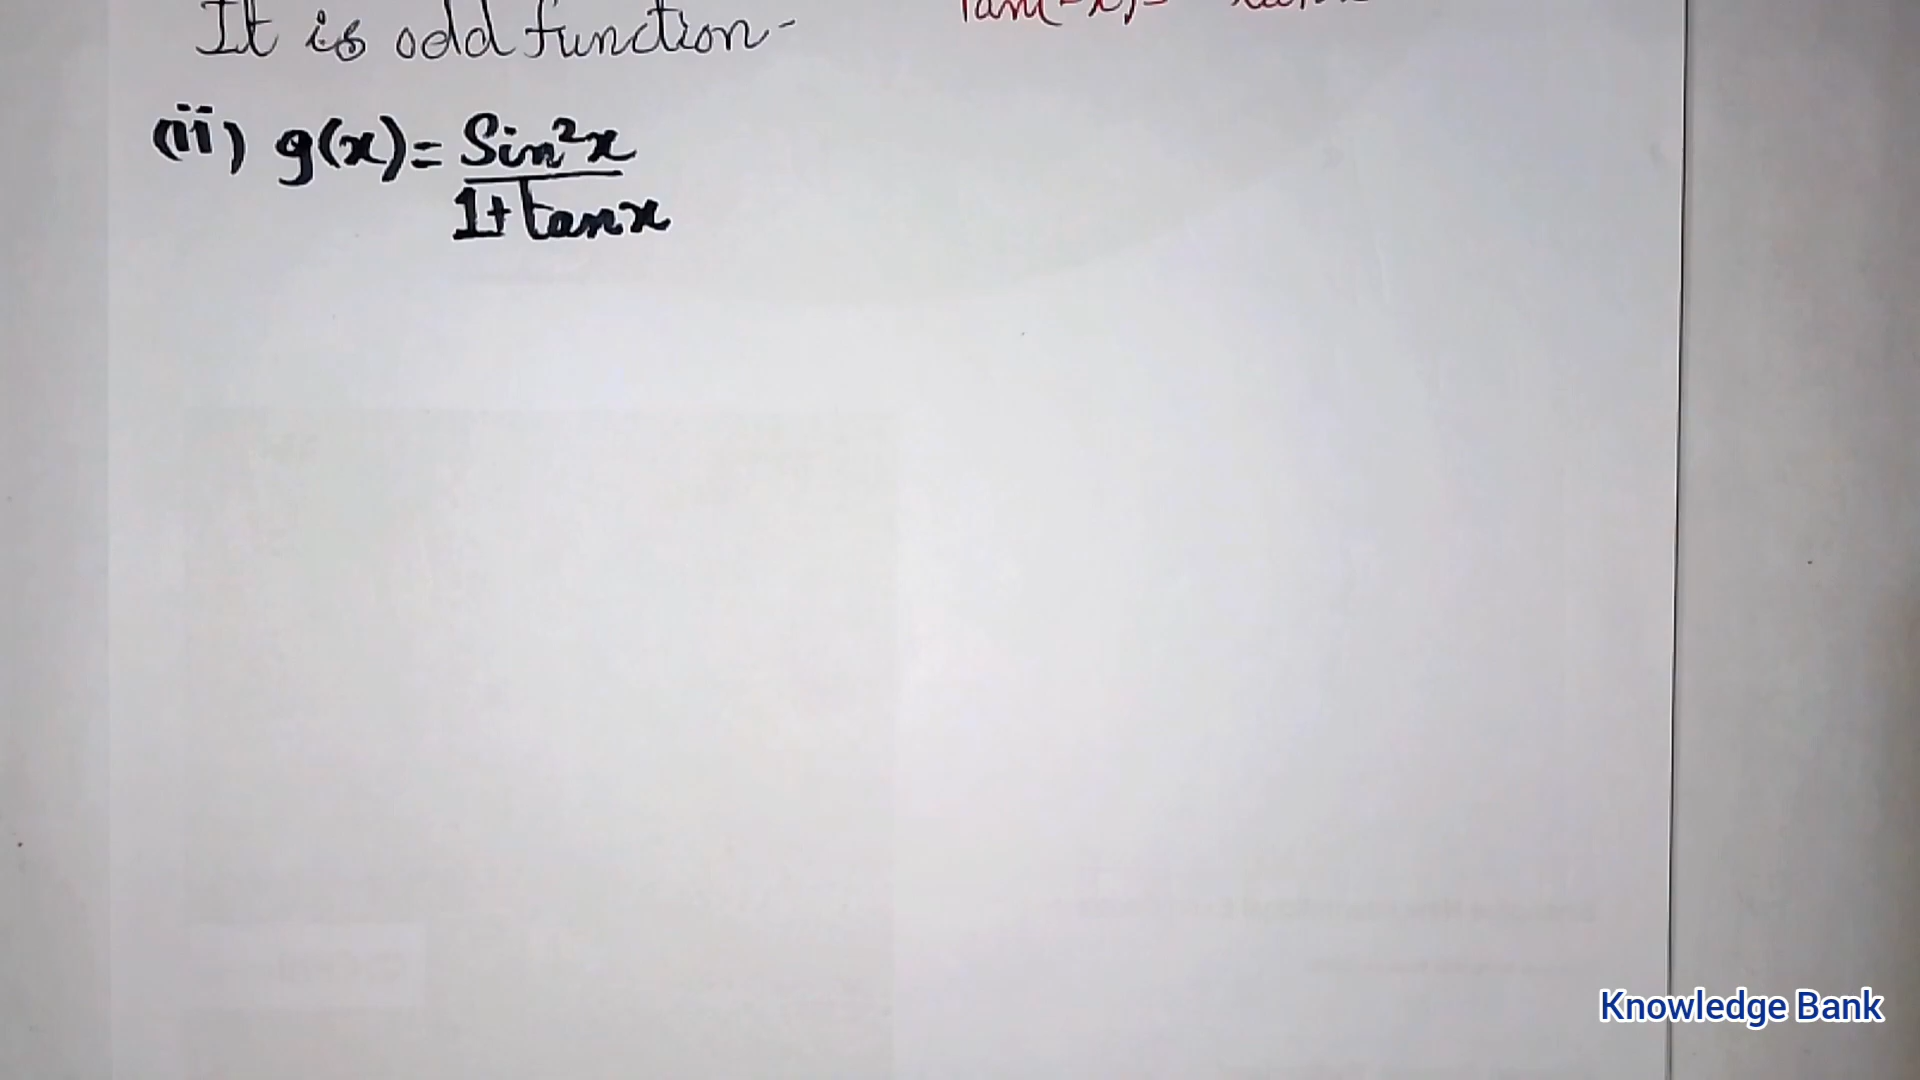 It is odd function-
(ii) g(x) = Sin²x
1+tanx
Knowledge Bank